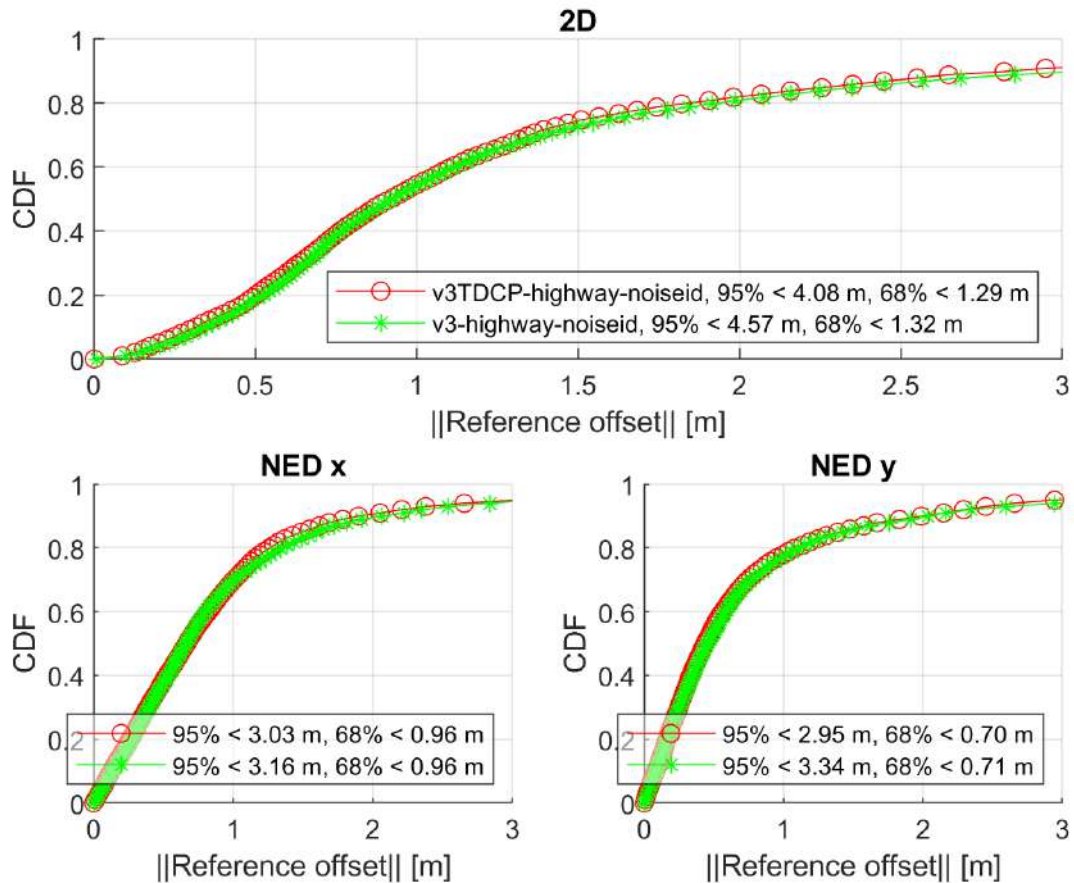 2D
1
0.8
0.6
0.4
0.2
0
CDF
v3TDCP-highway-noiseid, 95% < 4.08 m, 68% < 1.29 m
v3-highway-noiseid, 95% < 4.57 m, 68% < 1.32 m
0 0.5 1 1.5 2 2.5 3
||Reference offset|| [m]
NED x
1
0.8
0.6
0.4
0.2
0
CDF
95% < 3.03 m, 68% < 0.96 m
95% < 3.16 m, 68% < 0.96 m
0 1 2 3
||Reference offset|| [m]
NED y
1
0.8
0.6
0.4
0.2
0
CDF
95% < 2.95 m, 68% < 0.70 m
95% < 3.34 m, 68% < 0.71 m
0 1 2 3
||Reference offset|| [m]